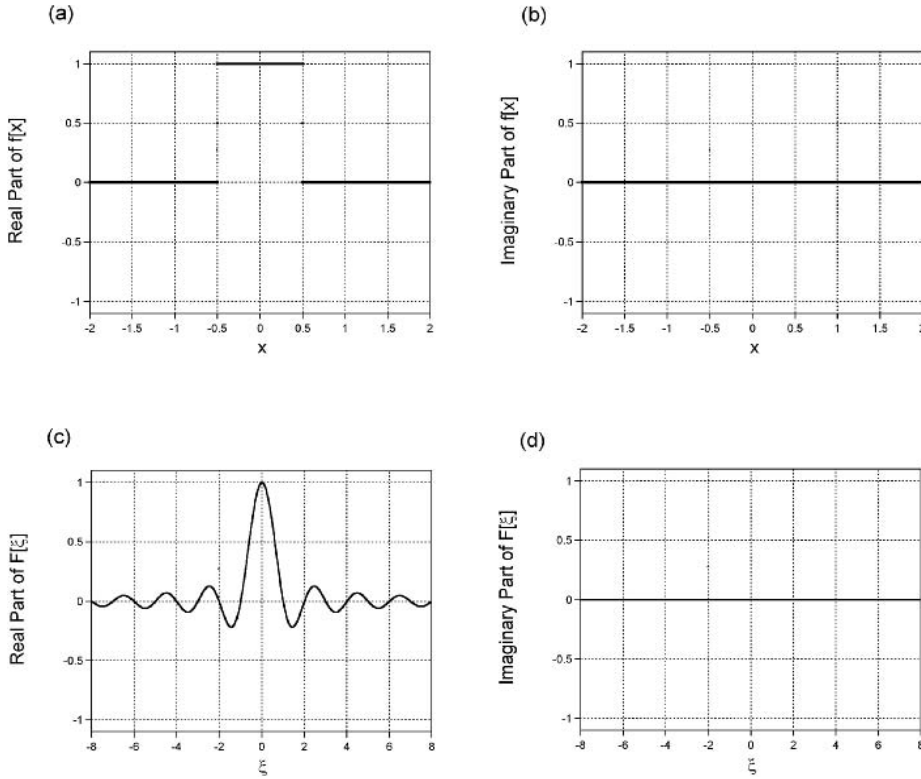 (a)
(b)
Real Part of f[x]
1
0.5
0
-0.5
-1
-2 -1.5 -1 -0.5 0 0.5 1 1.5 2
x
Imaginary Part of f[x]
1
0.5
0
-0.5
-1
-2 -1.5 -1 -0.5 0 0.5 1 1.5 2
x
(c)
(d)
Real Part of F[ξ]
1
0.5
0
-0.5
-1
-8 -6 -4 -2 0 2 4 6 8
ξ
Imaginary Part of F[ξ]
1
0.5
0
-0.5
-1
-8 -6 -4 -2 0 2 4 6 8
ξ